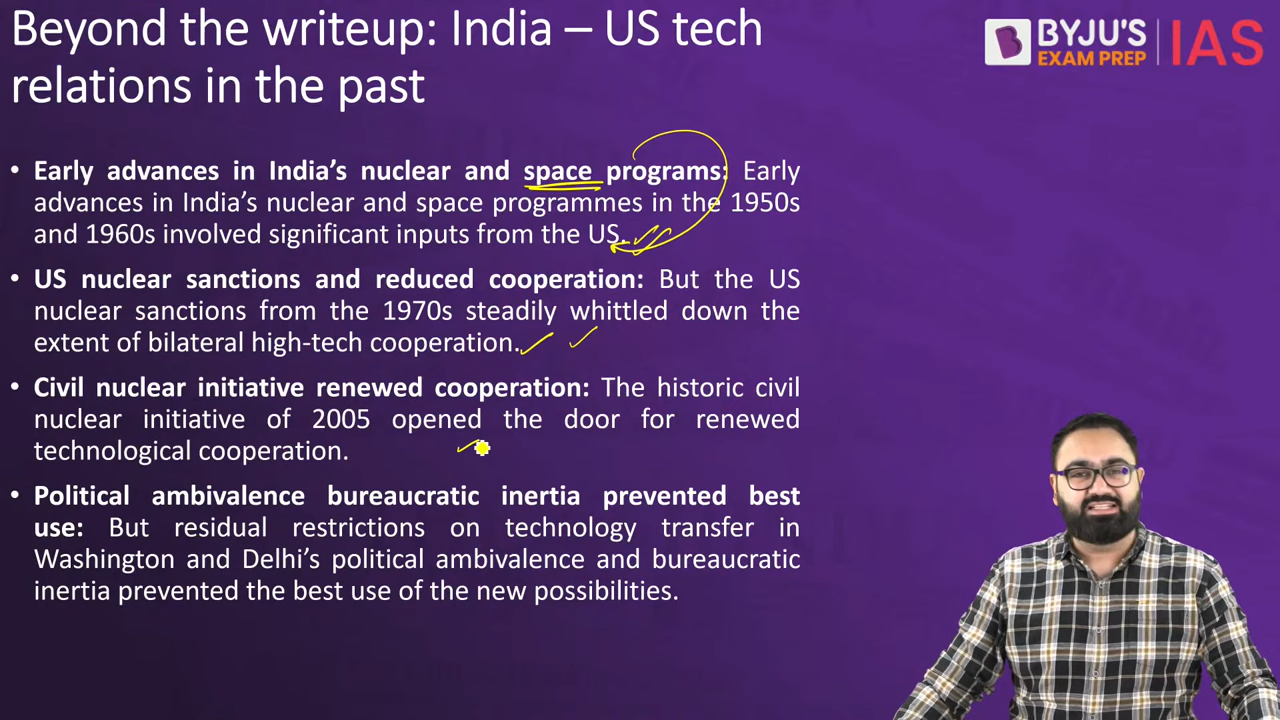 Beyond the writeup: India – US tech
relations in the past
BYJU'S
EXAM PREP
IAS
• Early advances in India's nuclear and space programs: Early
advances in India's nuclear and space programmes in the 1950s
and 1960s involved significant inputs from the US.
• US nuclear sanctions and reduced cooperation: But the US
nuclear sanctions from the 1970s steadily whittled down the
extent of bilateral high-tech cooperation.
• Civil nuclear initiative renewed cooperation: The historic civil
nuclear initiative of 2005 opened the door for renewed
technological cooperation.
• Political ambivalence bureaucratic inertia prevented best
use: But residual restrictions on technology transfer in
Washington and Delhi's political ambivalence and bureaucratic
inertia prevented the best use of the new possibilities.